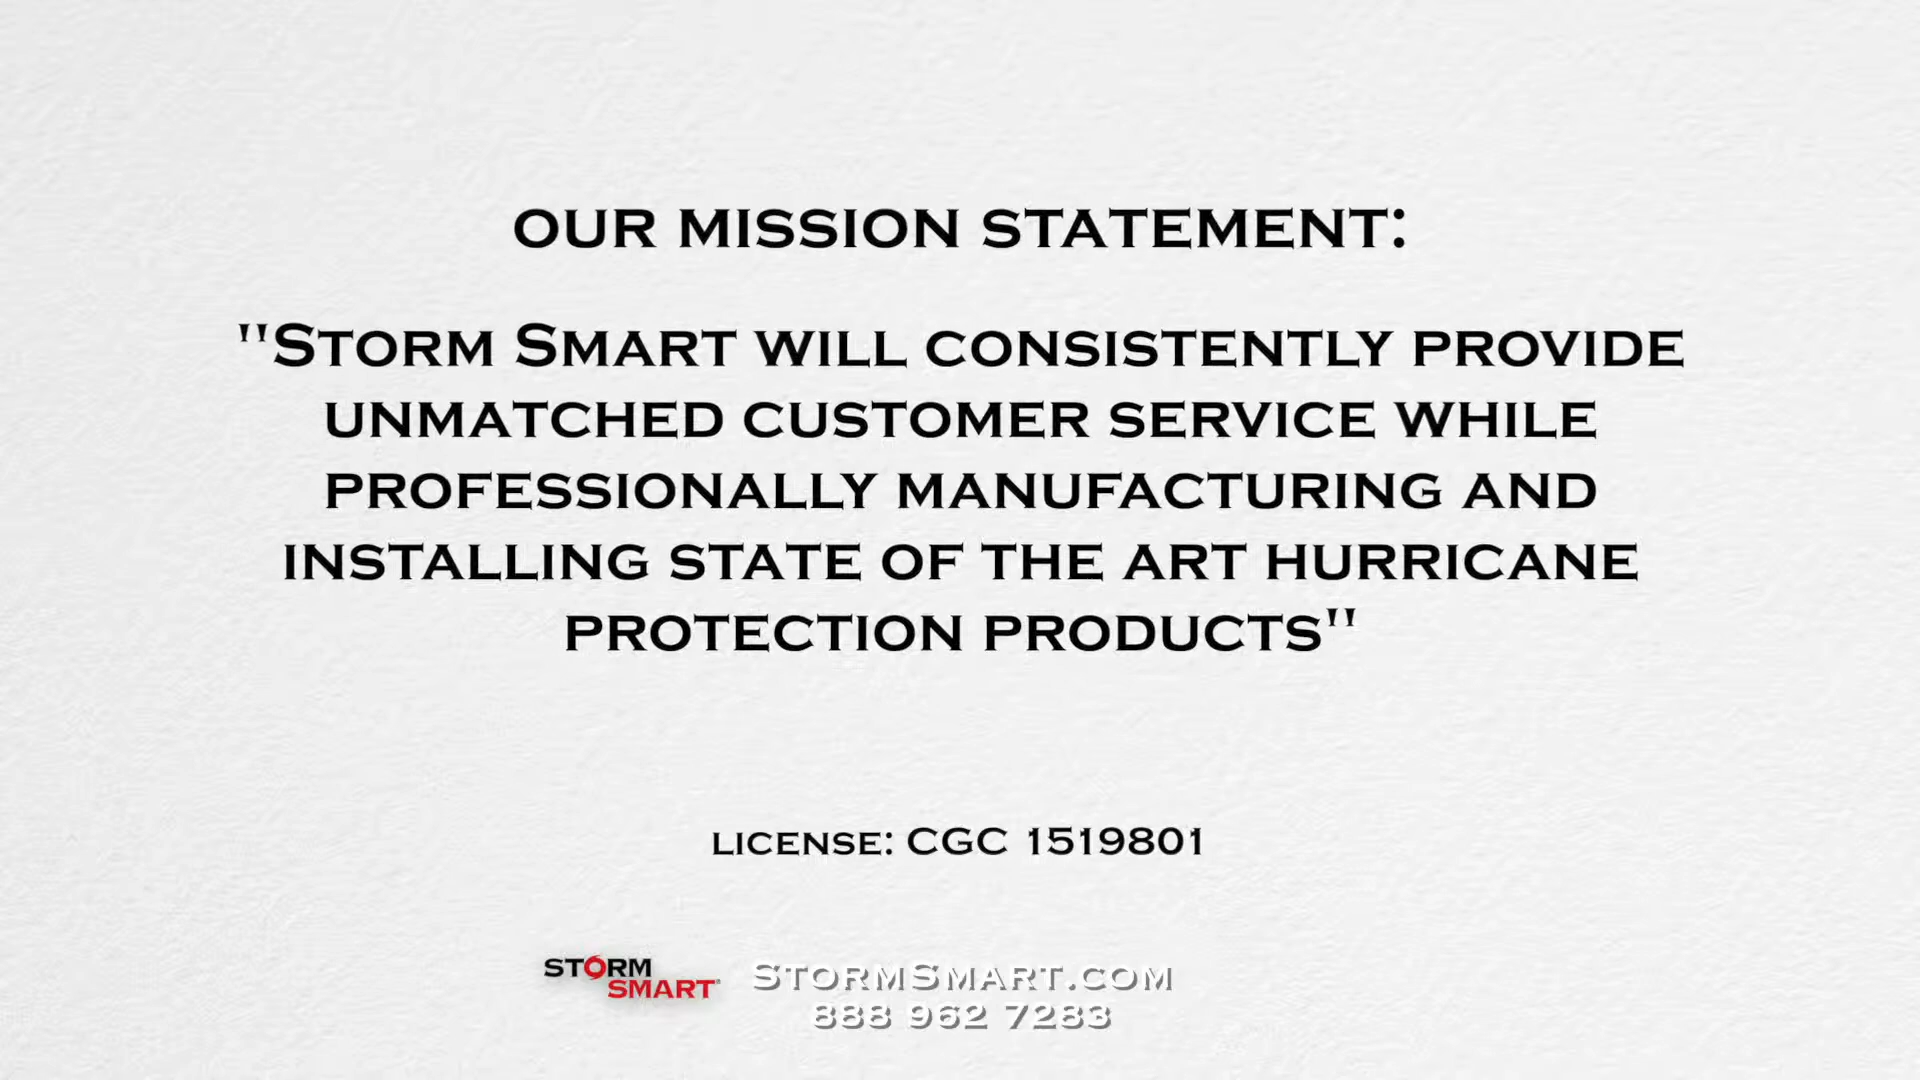 OUR MISSION STATEMENT:
"STORM SMART WILL CONSISTENTLY PROVIDE
UNMATCHED CUSTOMER SERVICE WHILE
PROFESSIONALLY MANUFACTURING AND
INSTALLING STATE OF THE ART HURRICANE
PROTECTION PRODUCTS"
LICENSE: CGC 1519801
STORM
SMART®
STORMSMART.COM
888 962 7283